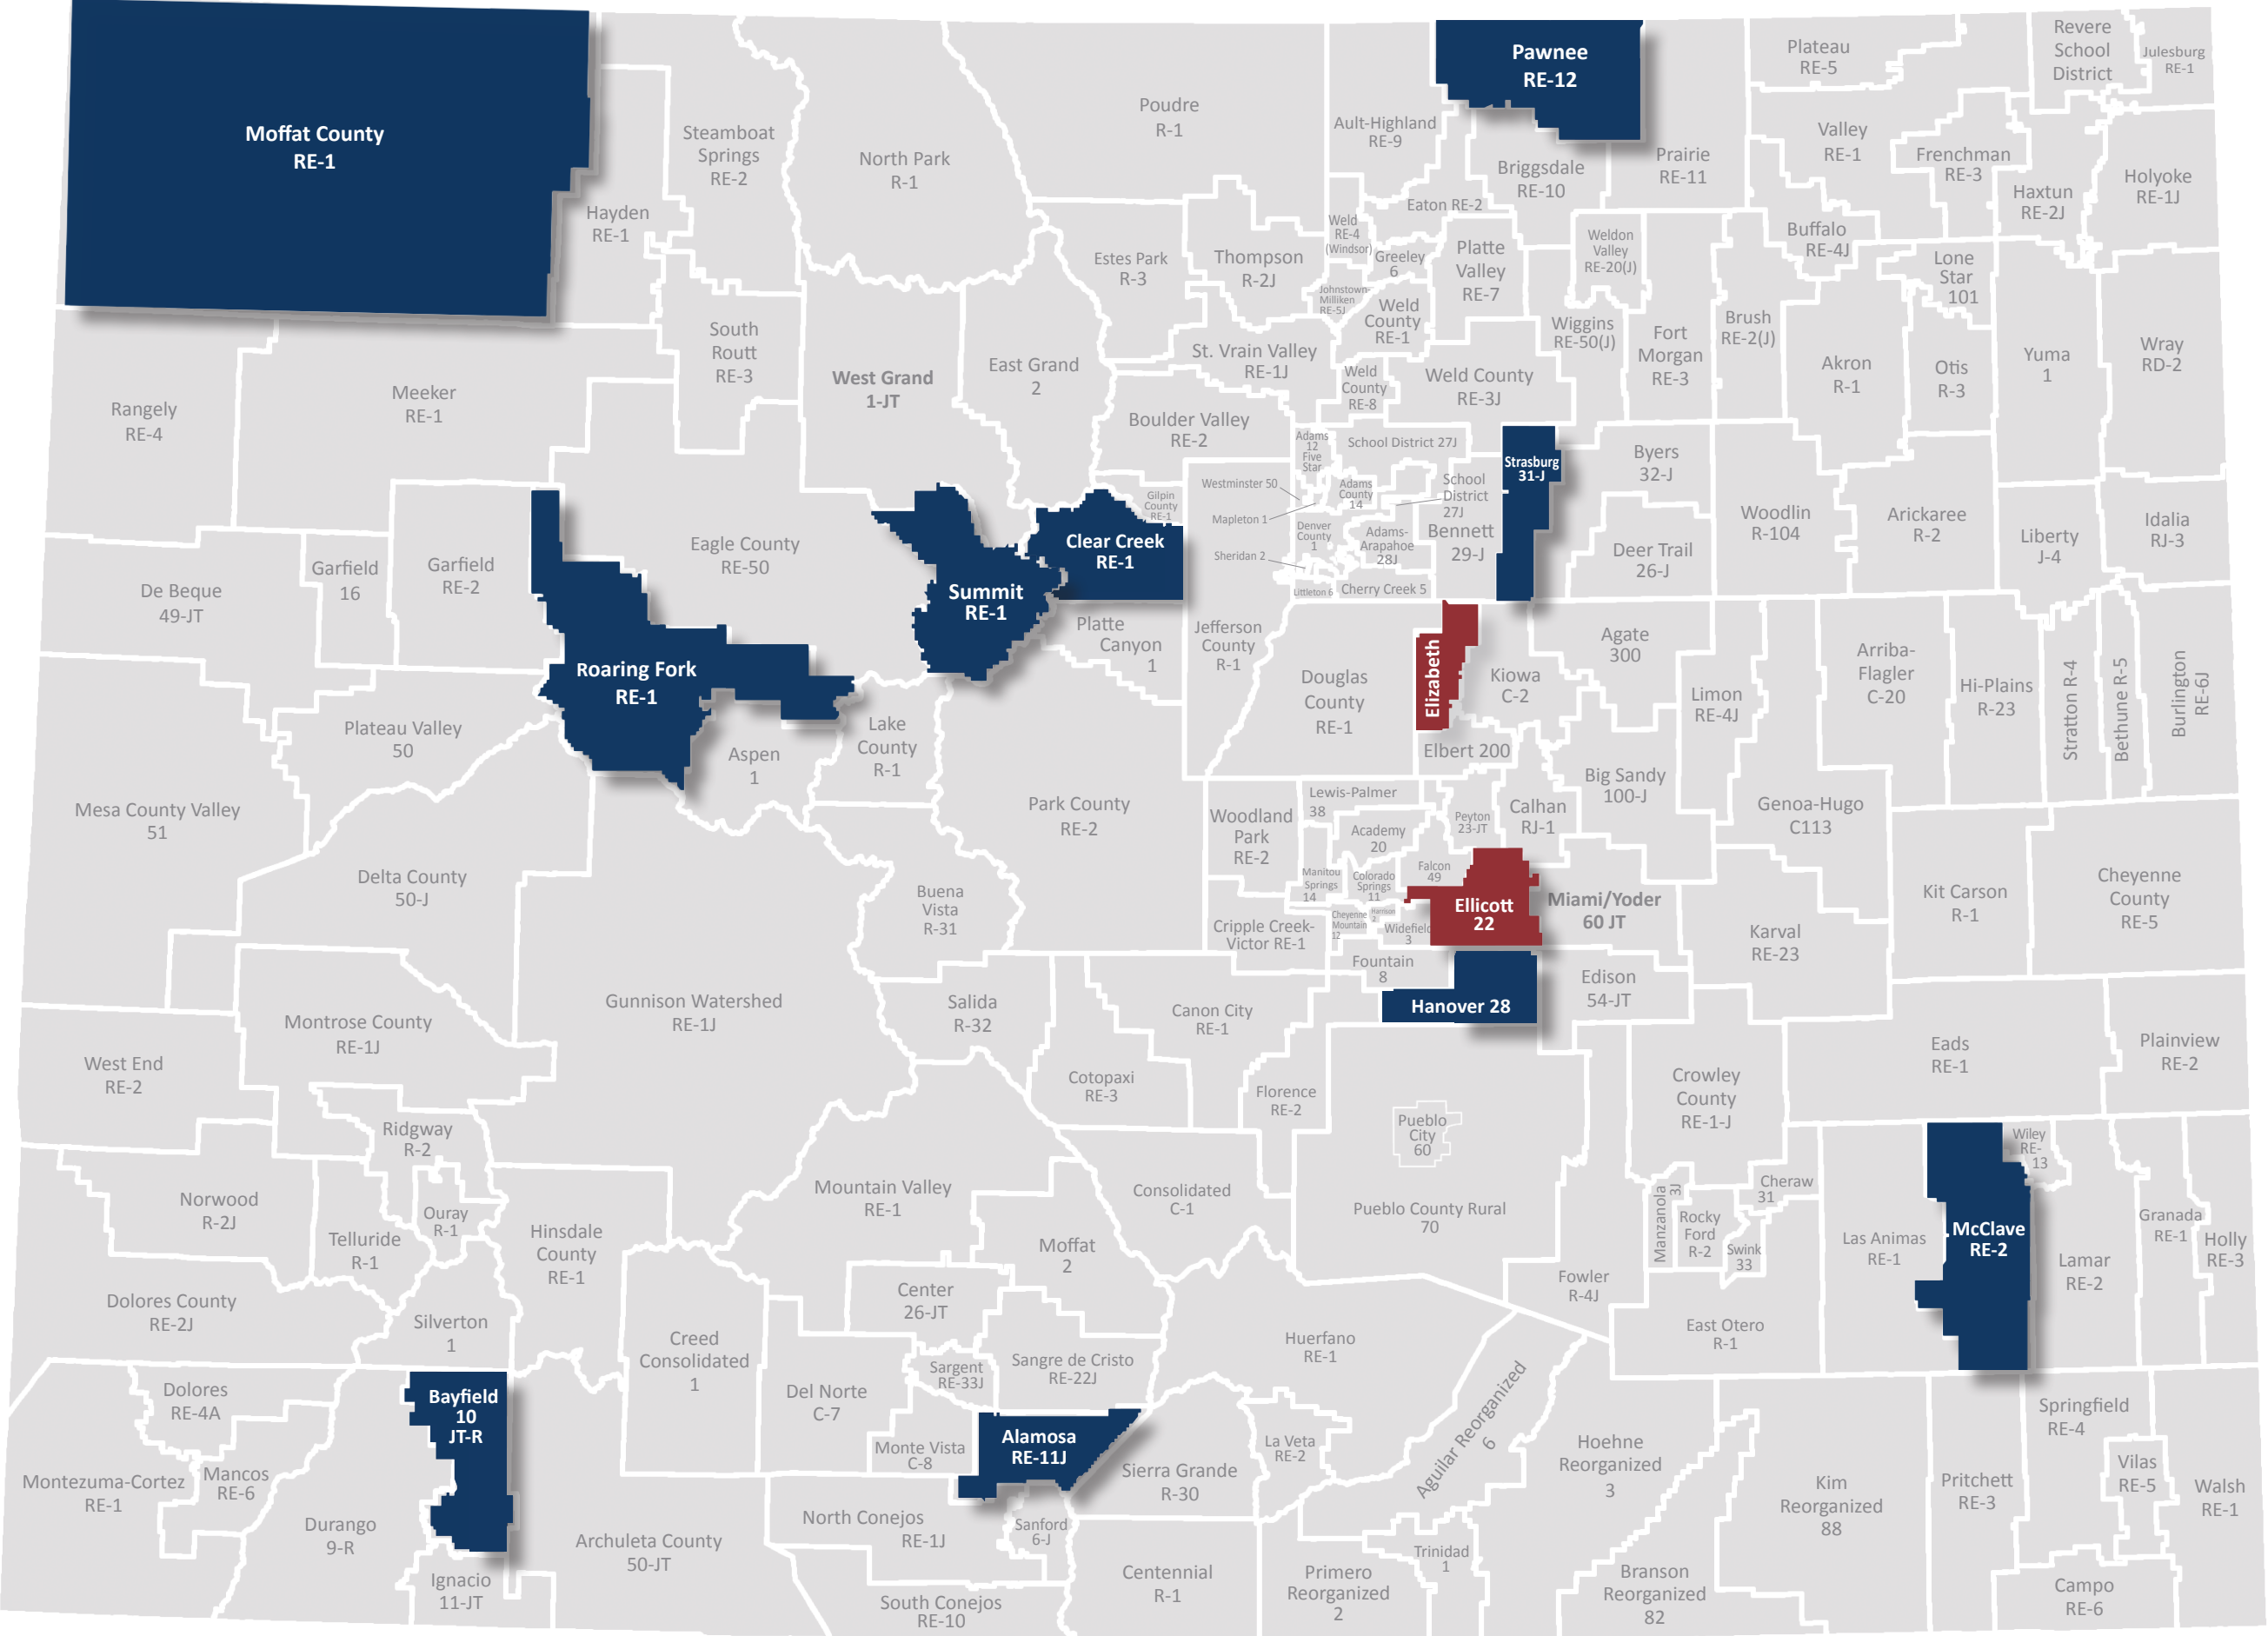 Moffat County
RE-1
Hayden
RE-1
Steamboat
Springs
RE-2
North Park
R-1
Poudre
R-1
Ault-Highland
RE-9
Pawnee
RE-12
Briggsdale
RE-10
Prairie
RE-11
Plateau
RE-5
Revere
School
District
Julesburg
RE-1
Valley
RE-1
Frenchman
RE-3
Haxtun
RE-2J
Holyoke
RE-1J
Eaton RE-2
Weld
RE-4
(Windsor)
Greeley
6
Platte
Valley
RE-7
Weldon
Valley
RE-20(J)
Buffalo
RE-4J
Lone
Star
101
Estes Park
R-3
Thompson
R-2J
Johnstown-
Milliken
RE-5J
Weld
County
RE-1
Wiggins
RE-50(J)
Fort
Morgan
RE-3
Brush
RE-2(J)
Akron
R-1
Otis
R-3
Yuma
1
Wray
RD-2
Rangely
RE-4
Meeker
RE-1
South
Routt
RE-3
West Grand
1-JT
East Grand
2
St. Vrain Valley
RE-1J
Weld
County
RE-8
Weld County
RE-3J
Boulder Valley
RE-2
Adams
12
Five
Star
School District 27J
Strasburg
31-J
Byers
32-J
Woodlin
R-104
Arickaree
R-2
Liberty
J-4
Idalia
RJ-3
Gilpin
County
RE-1
Westminster 50
Adams
County
14
School
District
27J
Mapleton 1
Denver
County
1
Adams-
Arapahoe
28J
Bennett
29-J
Sheridan 2
Littleton 6
Cherry Creek 5
Deer Trail
26-J
De Beque
49-JT
Garfield
16
Garfield
RE-2
Eagle County
RE-50
Clear Creek
RE-1
Summit
RE-1
Platte
Canyon
1
Jefferson
County
R-1
Roaring Fork
RE-1
Douglas
County
RE-1
Elizabeth
Kiowa
C-2
Agate
300
Limon
RE-4J
Arriba-
Flagler
C-20
Hi-Plains
R-23
Stratton R-4
Bethune R-5
Burlington
RE-6J
Plateau Valley
50
Aspen
1
Lake
County
R-1
Elbert 200
Mesa County Valley
51
Park County
RE-2
Woodland
Park
RE-2
Lewis-Palmer
38
Academy
20
Peyton
23-JT
Calhan
RJ-1
Big Sandy
100-J
Genoa-Hugo
C113
Delta County
50-J
Buena
Vista
R-31
Manitou
Springs
14
Colorado
Springs
11
Falcon
49
Ellicott
22
Miami/Yoder
60 JT
Kit Carson
R-1
Cheyenne
County
RE-5
Cripple Creek-
Victor RE-1
Cheyenne
Mountain
12
Harrison
2
Widefield
3
Karval
RE-23
Fountain
8
Hanover 28
Edison
54-JT
Montrose County
RE-1J
Gunnison Watershed
RE-1J
Salida
R-32
Canon City
RE-1
West End
RE-2
Cotopaxi
RE-3
Florence
RE-2
Crowley
County
RE-1-J
Eads
RE-1
Plainview
RE-2
Ridgway
R-2
Pueblo
City
60
Wiley
RE-
13
Norwood
R-2J
Telluride
R-1
Ouray
R-1
Hinsdale
County
RE-1
Mountain Valley
RE-1
Consolidated
C-1
Pueblo County Rural
70
Manzanola
3J
Rocky
Ford
R-2
Cheraw
31
Swink
33
Las Animas
RE-1
McClave
RE-2
Lamar
RE-2
Granada
RE-1
Holly
RE-3
Moffat
2
Center
26-JT
Fowler
R-4J
Dolores County
RE-2J
Silverton
1
Creed
Consolidated
1
Huerfano
RE-1
East Otero
R-1
Dolores
RE-4A
Bayfield
10
JT-R
Del Norte
C-7
Sargent
RE-33J
Sangre de Cristo
RE-22J
Aguilar Reorganized
6
Springfield
RE-4
Monte Vista
C-8
Alamosa
RE-11J
La Veta
RE-2
Hoehne
Reorganized
3
Montezuma-Cortez
RE-1
Mancos
RE-6
Sierra Grande
R-30
Kim
Reorganized
88
Pritchett
RE-3
Vilas
RE-5
Walsh
RE-1
Durango
9-R
Archuleta County
50-JT
North Conejos
RE-1J
Sanford
6-J
Trinidad
1
Ignacio
11-JT
South Conejos
RE-10
Centennial
R-1
Primero
Reorganized
2
Branson
Reorganized
82
Campo
RE-6